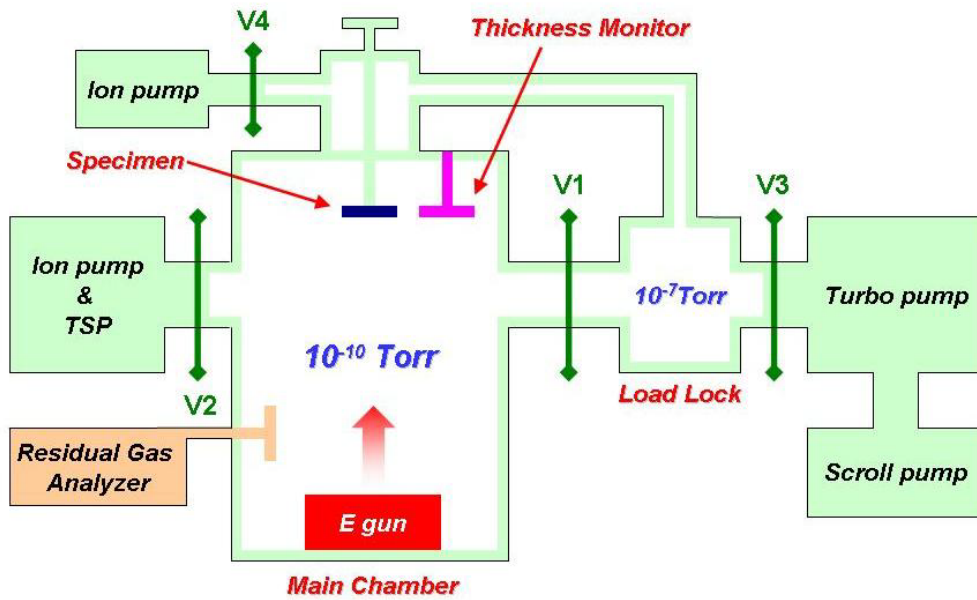 V4
Thickness Monitor
Ion pump
Specimen
V1
V3
Ion pump
&
TSP
10⁻⁷Torr
Turbo pump
10⁻¹⁰ Torr
V2
Load Lock
Residual Gas
Analyzer
Scroll pump
E gun
Main Chamber